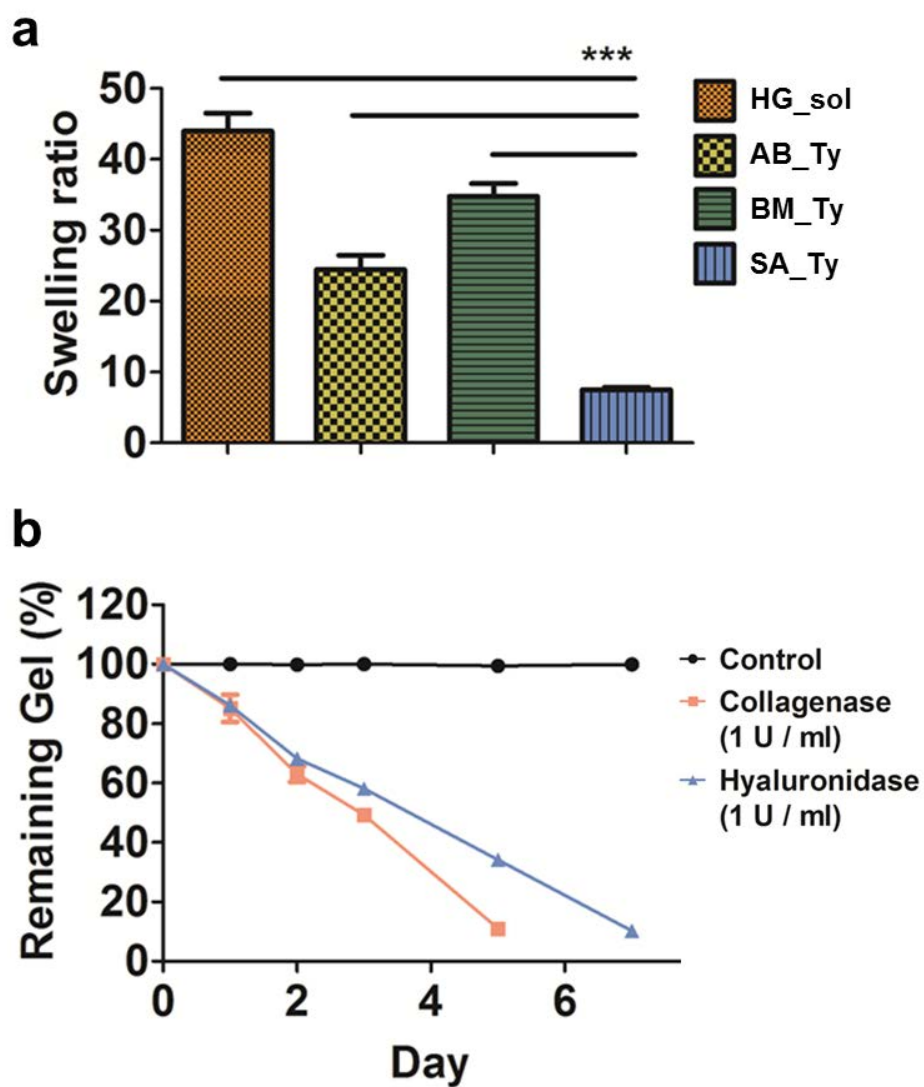 a
***
50
40
30
20
10
0
Swelling ratio
HG_sol
AB_Ty
BM_Ty
SA_Ty
b
120
100
80
60
40
20
0
Remaining Gel (%)
0 2 4 6
Day
Control
Collagenase
(1 U / ml)
Hyaluronidase
(1 U / ml)